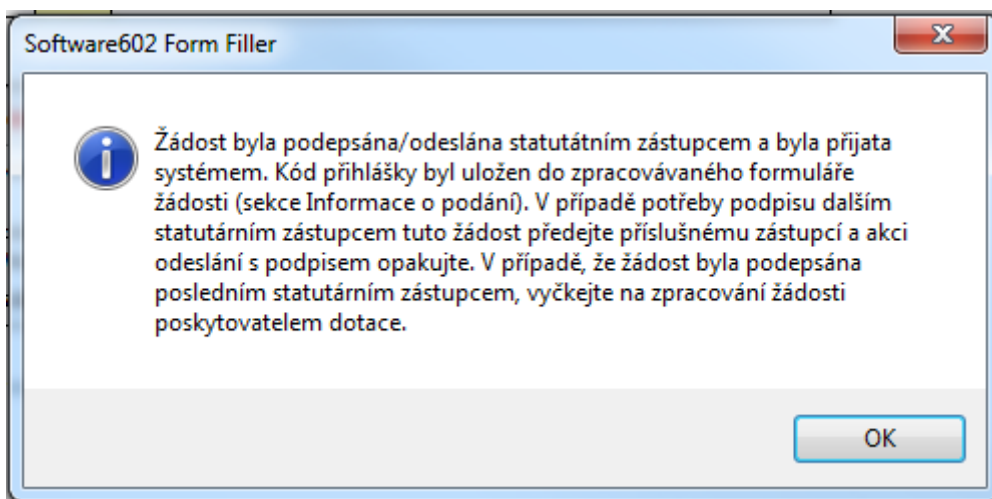 Software602 Form Filler
Žádost byla podepsána/odeslána statutátním zástupcem a byla přijata
systémem. Kód přihlášky byl uložen do zpracovávaného formuláře
žádosti (sekce Informace o podání). V případě potřeby podpisu dalším
statutárním zástupcem tuto žádost předejte příslušnému zástupcí a akci
odeslání s podpisem opakujte. V případě, že žádost byla podepsána
posledním statutárním zástupcem, vyčkejte na zpracování žádosti
poskytovatelem dotace.
OK